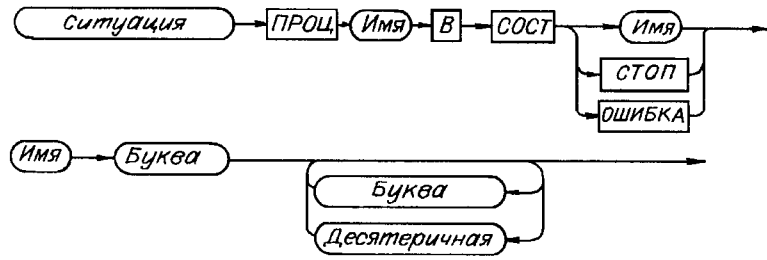 Ситуация ПРОЦ Имя В СОСТ Имя
СТОП
ОШИБКА
Имя Буква
Буква
Десятеричная